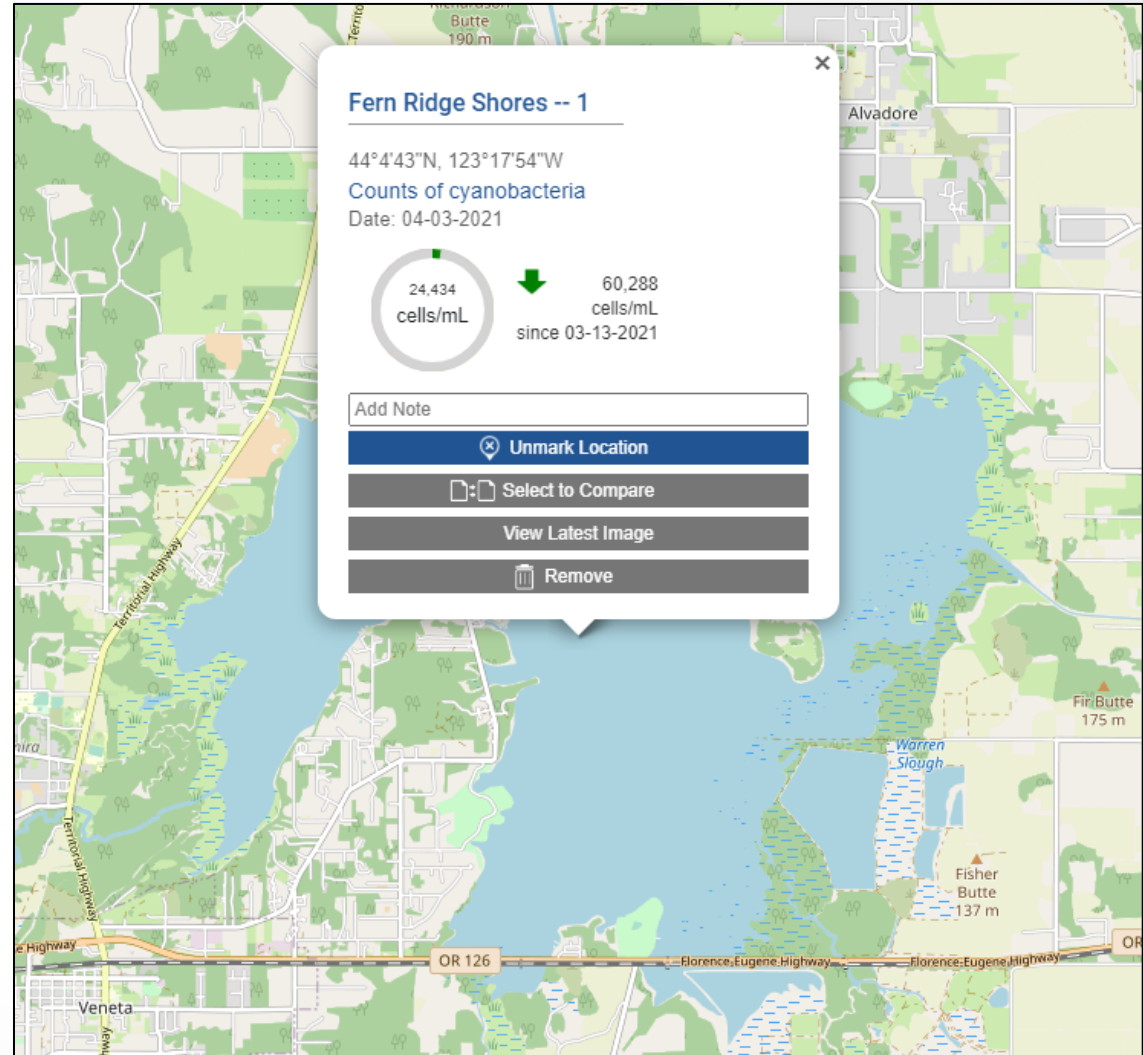 Butte
190 m
Alvadore
×
Fern Ridge Shores -- 1
44°4'43"N, 123°17'54"W
Counts of cyanobacteria
Date: 04-03-2021
24,434
cells/mL
60,288
cells/mL
since 03-13-2021
Add Note
Unmark Location
Select to Compare
View Latest Image
Remove
Territorial Highway
Territorial Highway
Fir Butte
175 m
Warren
Slough
Fisher
Butte
137 m
Territorial Highway
e Highway
OR 126
Florence-Eugene Highway
Florence-Eugene Highway
OR
Veneta